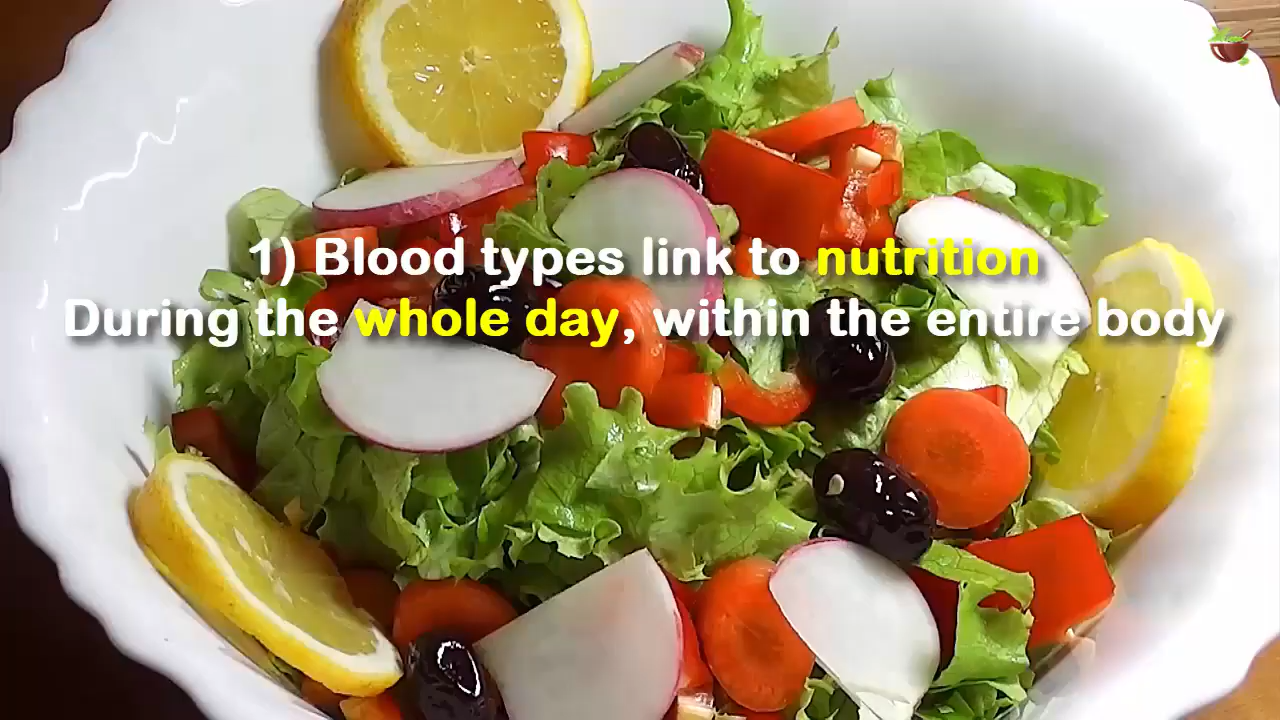 1) Blood types link to nutrition
During the whole day, within the entire body